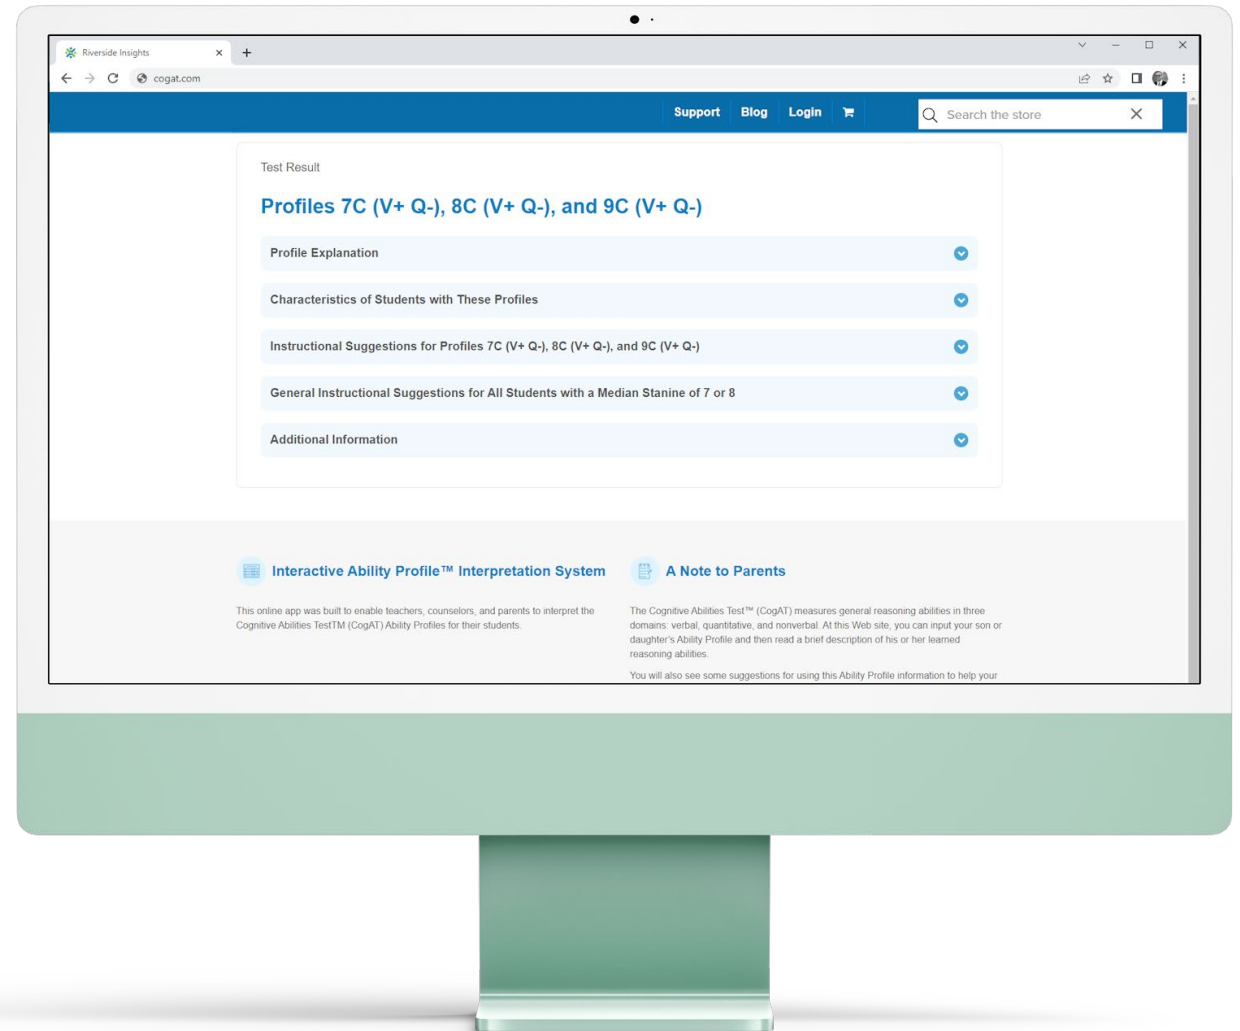 Riverside Insights
cogat.com
Support Blog Login Search the store
Test Result
Profiles 7C (V+ Q-), 8C (V+ Q-), and 9C (V+ Q-)
Profile Explanation
Characteristics of Students with These Profiles
Instructional Suggestions for Profiles 7C (V+ Q-), 8C (V+ Q-), and 9C (V+ Q-)
General Instructional Suggestions for All Students with a Median Stanine of 7 or 8
Additional Information
Interactive Ability Profile™ Interpretation System
This online app was built to enable teachers, counselors, and parents to interpret the
Cognitive Abilities TestTM (CogAT) Ability Profiles for their students.
A Note to Parents
The Cognitive Abilities Test™ (CogAT) measures general reasoning abilities in three
domains: verbal, quantitative, and nonverbal. At this Web site, you can input your son or
daughter's Ability Profile and then read a brief description of his or her learned
reasoning abilities.
You will also see some suggestions for using this Ability Profile information to help your